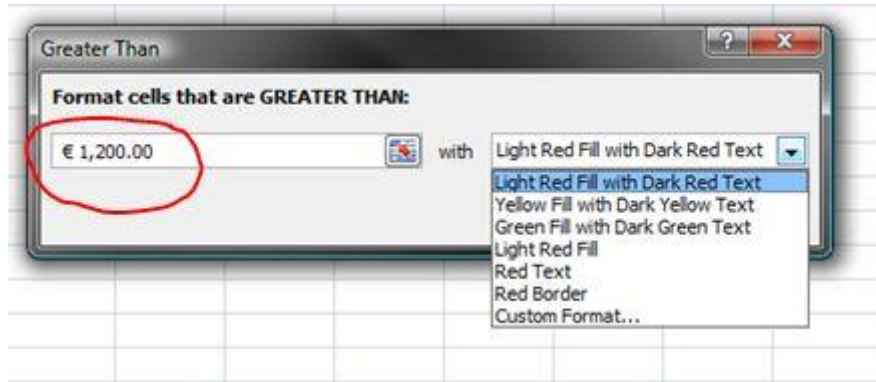 Greater Than
?
X
Format cells that are GREATER THAN:
€ 1,200.00
with
Light Red Fill with Dark Red Text
Light Red Fill with Dark Red Text
Yellow Fill with Dark Yellow Text
Green Fill with Dark Green Text
Light Red Fill
Red Text
Red Border
Custom Format...